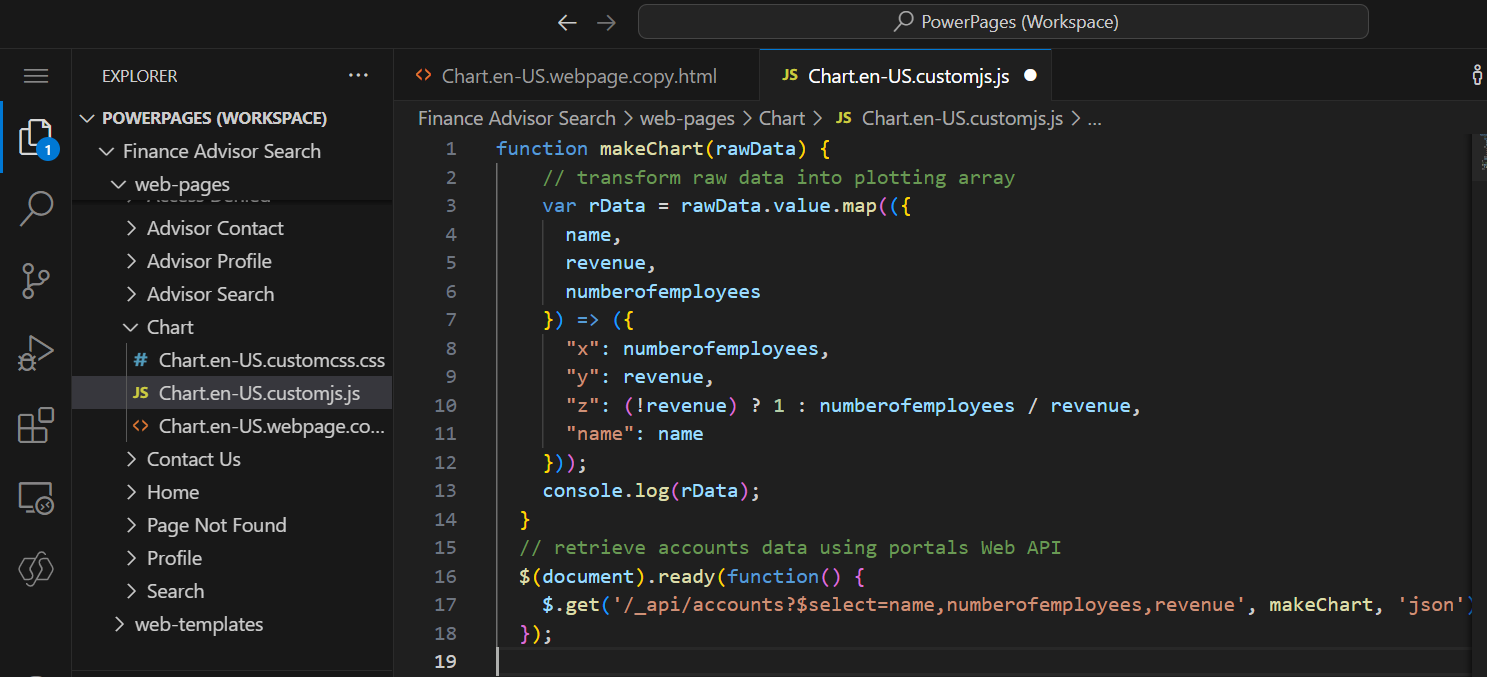 PowerPages (Workspace)
EXPLORER
POWERPAGES (WORKSPACE)
Finance Advisor Search
web-pages
Access Denied
Advisor Contact
Advisor Profile
Advisor Search
Chart
# Chart.en-US.customcss.css
JS Chart.en-US.customjs.js
<> Chart.en-US.webpage.co...
Contact Us
Home
Page Not Found
Profile
Search
web-templates
1
<> Chart.en-US.webpage.copy.html
JS Chart.en-US.customjs.js
Finance Advisor Search > web-pages > Chart > JS Chart.en-US.customjs.js > ...
1 function makeChart(rawData) {
2 // transform raw data into plotting array
3 var rData = rawData.value.map(({
4 name,
5 revenue,
6 numberofemployees
7 }) => ({
8 "x": numberofemployees,
9 "y": revenue,
10 "z": (!revenue) ? 1 : numberofemployees / revenue,
11 "name": name
12 }));
13 console.log(rData);
14 }
15 // retrieve accounts data using portals Web API
16 $(document).ready(function() {
17 $.get('/_api/accounts?$select=name,numberofemployees,revenue', makeChart, 'json')
18 });
19